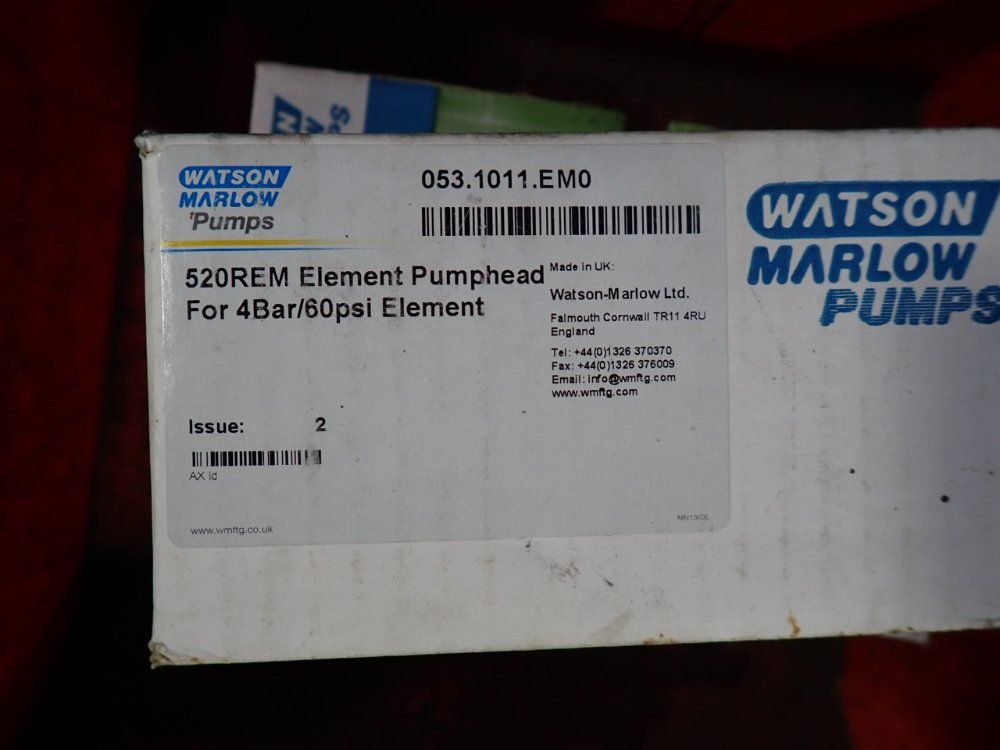 WATSON
MARLOW
Pumps
053.1011.EM0
520REM Element Pumphead
For 4Bar/60psi Element
Made in UK:
Watson-Marlow Ltd.
Falmouth Cornwall TR11 4RU
England
Tel: +44(0)1326 370370
Fax: +44(0)1326 376009
Email: info@wmftg.com
www.wmftg.com
Issue: 2
AX Id
www.wmftg.co.uk
WATSON
MARLOW
PUMPS